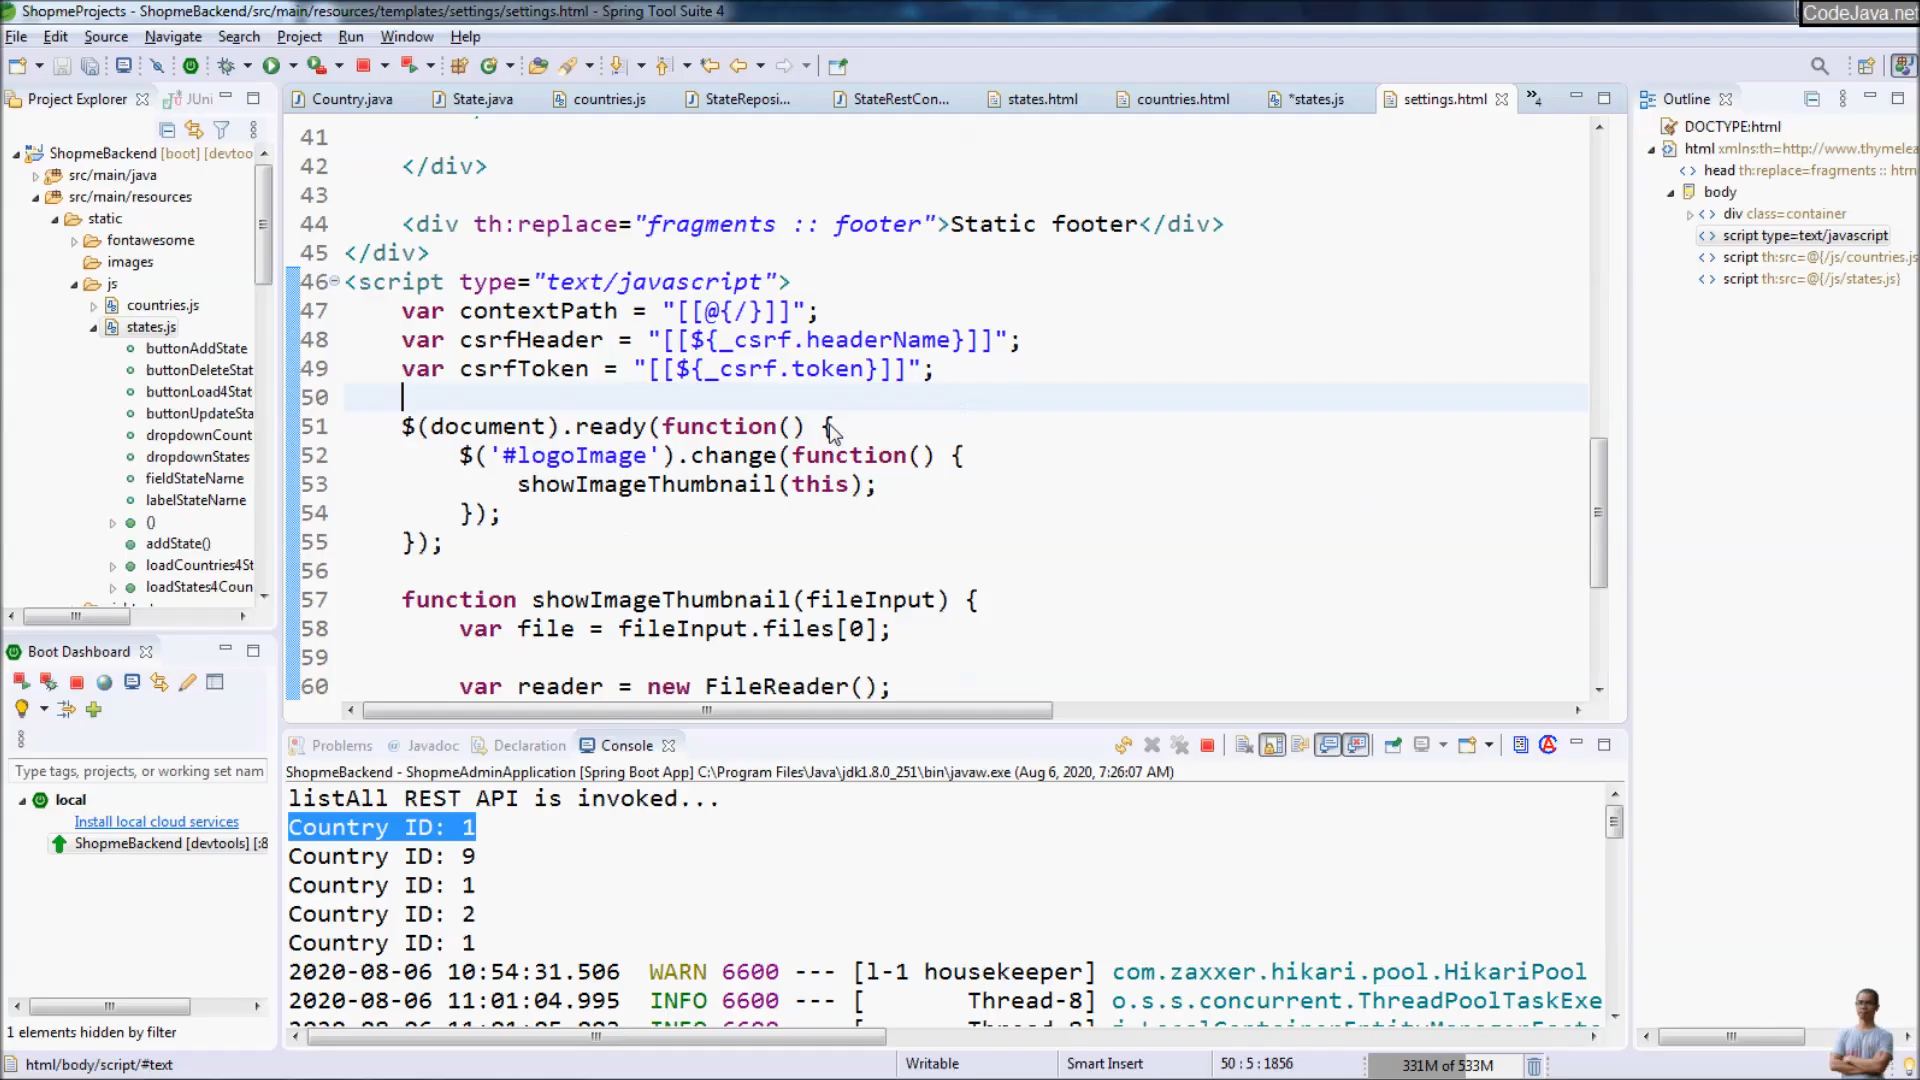 ShopmeProjects - ShopmeBackend/src/main/resources/templates/settings/settings.html - Spring Tool Suite 4
CodeJava.net
File Edit Source Navigate Search Project Run Window Help
Project Explorer JUni
Country.java State.java countries.js StateReposi... StateRestCon... states.html countries.html *states.js settings.html »4
Outline
ShopmeBackend [boot] [devtoo
src/main/java
src/main/resources
static
fontawesome
images
js
countries.js
states.js
buttonAddState
buttonDeleteStat
buttonLoad4Stat
buttonUpdateSta
dropdownCount
dropdownStates
fieldStateName
labelStateName
()
addState()
loadCountries4St
loadStates4Coun
41
42 </div>
43
44 <div th:replace="fragments :: footer">Static footer</div>
45 </div>
46 <script type="text/javascript">
47 var contextPath = "[[@{/}]]";
48 var csrfHeader = "[[${_csrf.headerName}]]";
49 var csrfToken = "[[${_csrf.token}]]";
50
51 $(document).ready(function() {
52 $('#logoImage').change(function() {
53 showImageThumbnail(this);
54 });
55 });
56
57 function showImageThumbnail(fileInput) {
58 var file = fileInput.files[0];
59
60 var reader = new FileReader();
DOCTYPE:html
html xmlns:th=http://www.thymelea
head th:replace=fragments :: htm
body
div class=container
script type=text/javascript
script th:src=@{/js/countries.js
script th:src=@{/js/states.js}
Boot Dashboard
Type tags, projects, or working set nam
local
Install local cloud services
ShopmeBackend [devtools] [:8
1 elements hidden by filter
Problems Javadoc Declaration Console
ShopmeBackend - ShopmeAdminApplication [Spring Boot App] C:\Program Files\Java\jdk1.8.0_251\bin\javaw.exe (Aug 6, 2020, 7:26:07 AM)
listAll REST API is invoked...
Country ID: 1
Country ID: 9
Country ID: 1
Country ID: 2
Country ID: 1
2020-08-06 10:54:31.506 WARN 6600 --- [l-1 housekeeper] com.zaxxer.hikari.pool.HikariPool
2020-08-06 11:01:04.995 INFO 6600 --- [ Thread-8] o.s.s.concurrent.ThreadPoolTaskExe
html/body/script/#text
Writable
Smart Insert
50 : 5 : 1856
331M of 533M